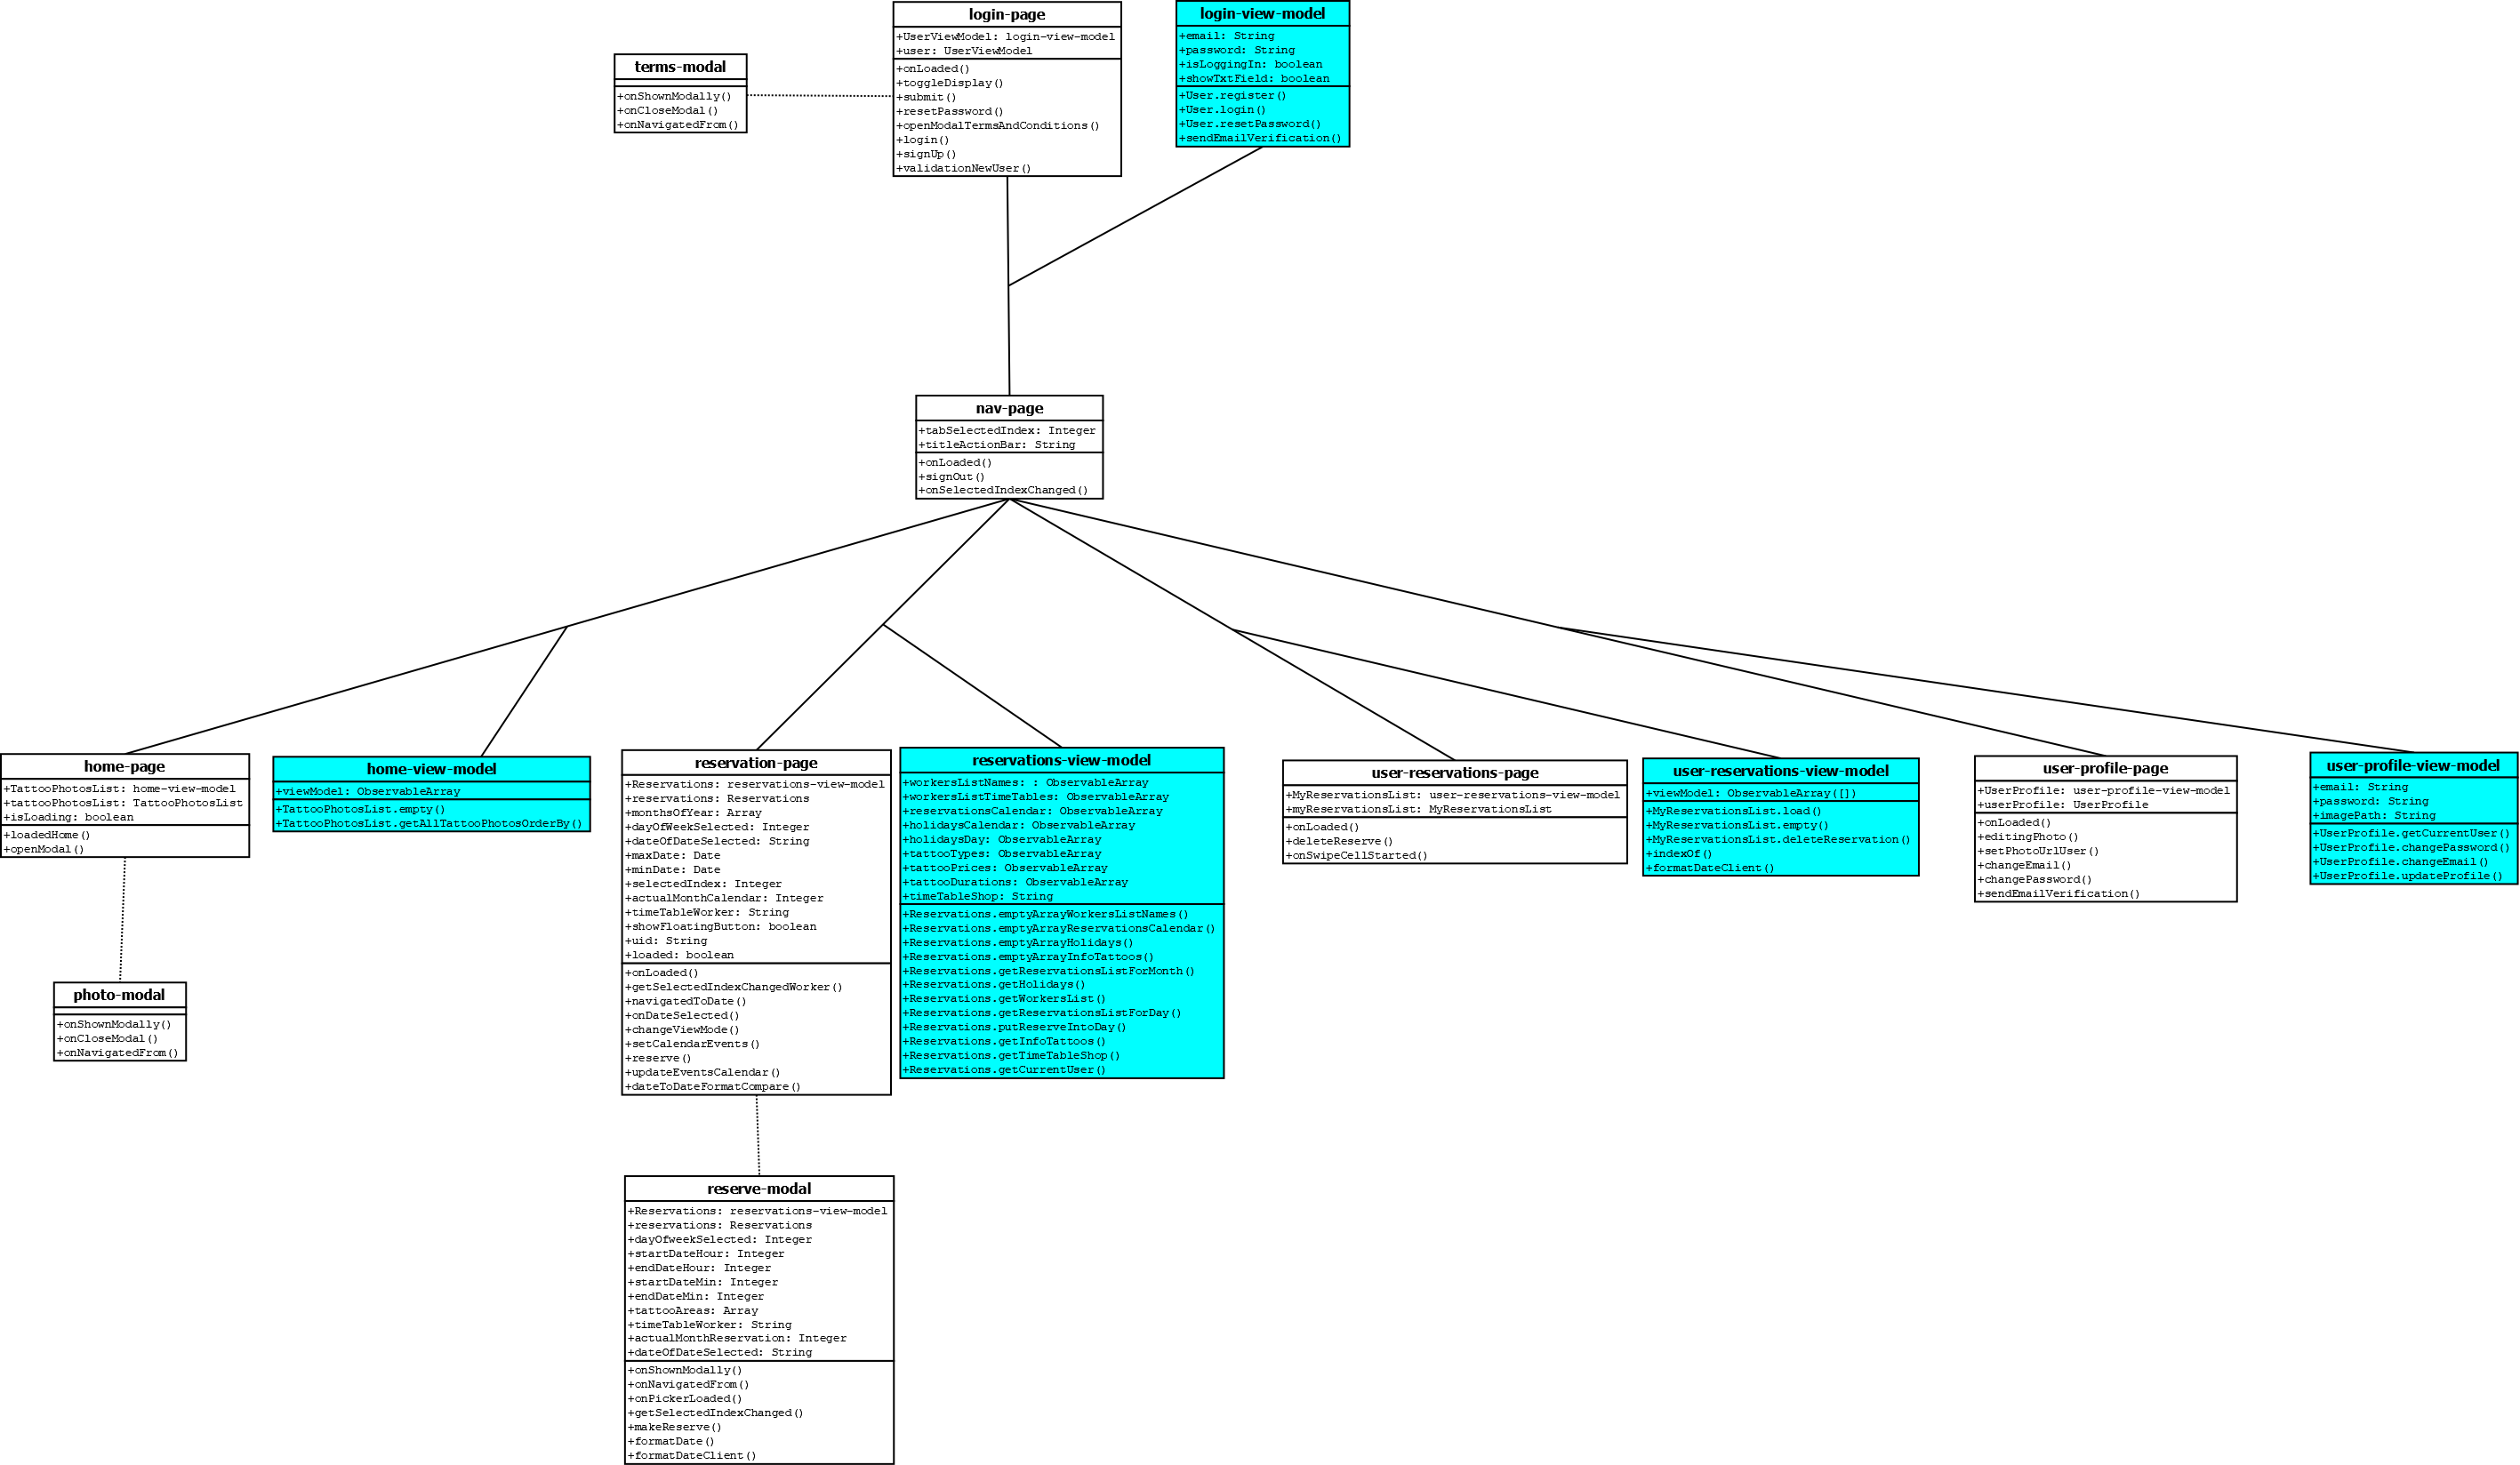 login-page
+UserViewModel: login-view-model
+user: UserViewModel
+onLoaded()
+toggleDisplay()
+submit()
+resetPassword()
+openModalTermsAndConditions()
+login()
+signUp()
+validationNewUser()
login-view-model
+email: String
+password: String
+isLoggingIn: boolean
+showTxtField: boolean
+User.register()
+User.login()
+User.resetPassword()
+sendEmailVerification()
terms-modal
+onShownModally()
+onCloseModal()
+onNavigatedFrom()
nav-page
+tabSelectedIndex: Integer
+titleActionBar: String
+onLoaded()
+signOut()
+onSelectedIndexChanged()
home-page
+TattooPhotosList: home-view-model
+tattooPhotosList: TattooPhotosList
+isLoading: boolean
+loadedHome()
+openModal()
home-view-model
+viewModel: ObservableArray
+TattooPhotosList.empty()
+TattooPhotosList.getAllTattooPhotosOrderBy()
reservation-page
+Reservations: reservations-view-model
+reservations: Reservations
+monthsOfYear: Array
+dayOfWeekSelected: Integer
+dateOfDateSelected: String
+maxDate: Date
+minDate: Date
+selectedIndex: Integer
+actualMonthCalendar: Integer
+timeTableWorker: String
+showFloatingButton: boolean
+uid: String
+loaded: boolean
+onLoaded()
+getSelectedIndexChangedWorker()
+navigatedToDate()
+onDateSelected()
+changeViewMode()
+setCalendarEvents()
+reserve()
+updateEventsCalendar()
+dateToDateFormatCompare()
reservations-view-model
+workersListNames: : ObservableArray
+workersListTimeTables: ObservableArray
+reservationsCalendar: ObservableArray
+holidaysCalendar: ObservableArray
+holidaysDay: ObservableArray
+tattooTypes: ObservableArray
+tattooPrices: ObservableArray
+tattooDurations: ObservableArray
+timeTableShop: String
+Reservations.emptyArrayWorkersListNames()
+Reservations.emptyArrayReservationsCalendar()
+Reservations.emptyArrayHolidays()
+Reservations.emptyArrayInfoTattoos()
+Reservations.getReservationsListForMonth()
+Reservations.getHolidays()
+Reservations.getWorkersList()
+Reservations.getReservationsListForDay()
+Reservations.putReserveIntoDay()
+Reservations.getInfoTattoos()
+Reservations.getTimeTableShop()
+Reservations.getCurrentUser()
user-reservations-page
+MyReservationsList: user-reservations-view-model
+myReservationsList: MyReservationsList
+onLoaded()
+deleteReserve()
+onSwipeCellStarted()
user-reservations-view-model
+viewModel: ObservableArray([])
+MyReservationsList.load()
+MyReservationsList.empty()
+MyReservationsList.deleteReservation()
+indexOf()
+formatDateClient()
user-profile-page
+UserProfile: user-profile-view-model
+userProfile: UserProfile
+onLoaded()
+editingPhoto()
+setPhotoUrlUser()
+changeEmail()
+changePassword()
+sendEmailVerification()
user-profile-view-model
+email: String
+password: String
+imagePath: String
+UserProfile.getCurrentUser()
+UserProfile.changePassword()
+UserProfile.changeEmail()
+UserProfile.updateProfile()
photo-modal
+onShownModally()
+onCloseModal()
+onNavigatedFrom()
reserve-modal
+Reservations: reservations-view-model
+reservations: Reservations
+dayOfweekSelected: Integer
+startDateHour: Integer
+endDateHour: Integer
+startDateMin: Integer
+endDateMin: Integer
+tattooAreas: Array
+timeTableWorker: String
+actualMonthReservation: Integer
+dateOfDateSelected: String
+onShownModally()
+onNavigatedFrom()
+onPickerLoaded()
+getSelectedIndexChanged()
+makeReserve()
+formatDate()
+formatDateClient()